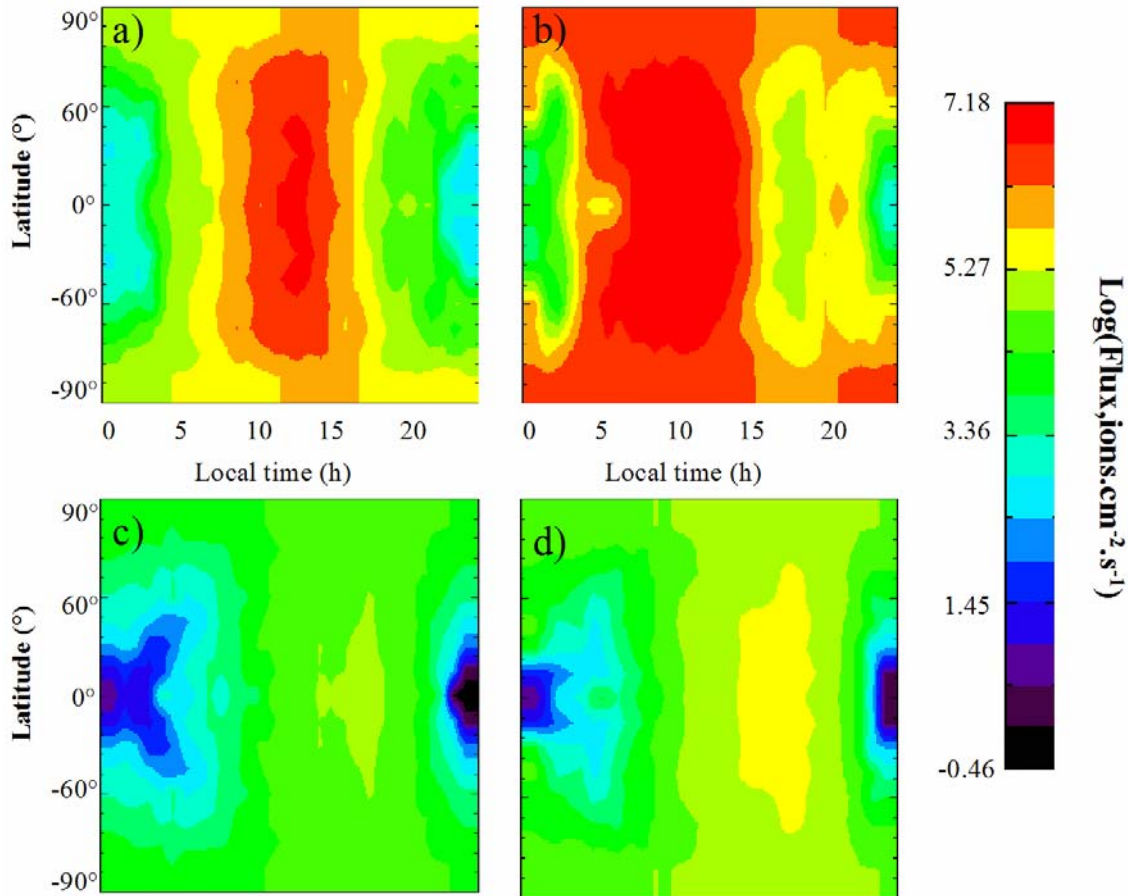 a)
b)
90°
60°
0°
-60°
-90°
Latitude (°)
0 5 10 15 20
0 5 10 15 20
Local time (h)
Local time (h)
c)
d)
90°
60°
0°
-60°
-90°
Latitude (°)
7.18
5.27
3.36
1.45
-0.46
Log(Flux,ions.cm-2.s-1)